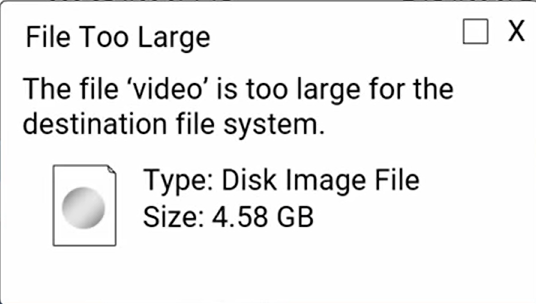 File Too Large
X
The file ‘video’ is too large for the
destination file system.
Type: Disk Image File
Size: 4.58 GB